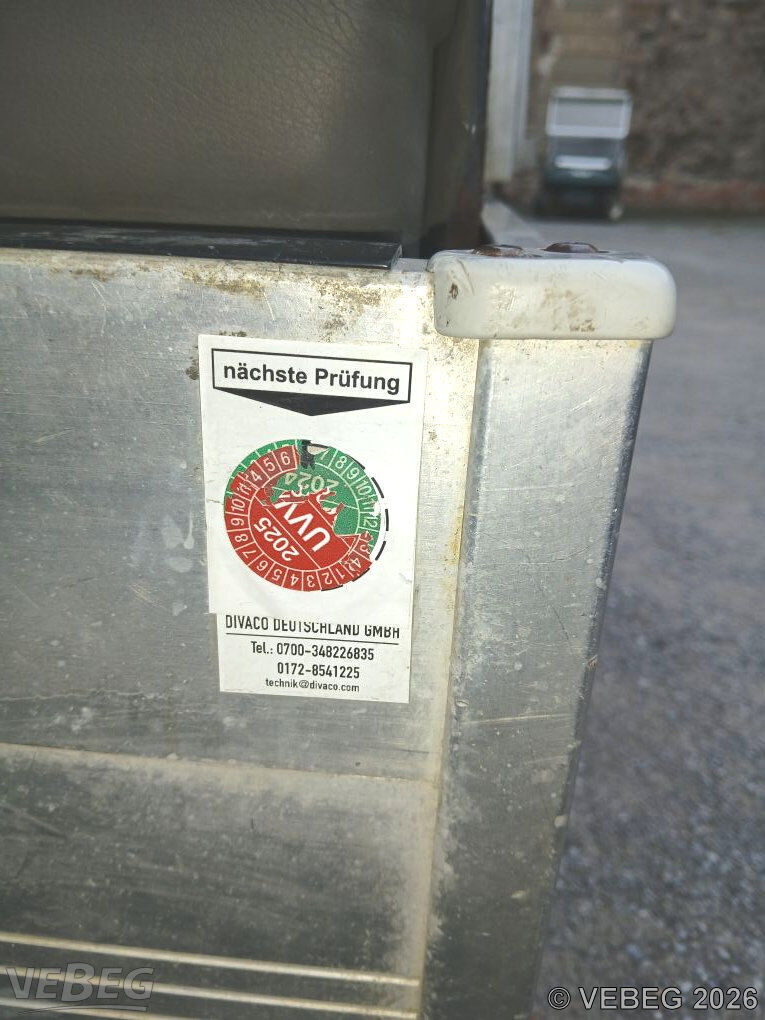 nächste Prüfung
2024
UVV
2025
DIVACO DEUTSCHLAND GMBH
Tel.: 0700-348226835
0172-8541225
technik@divaco.com
VEBEG
© VEBEG 2026